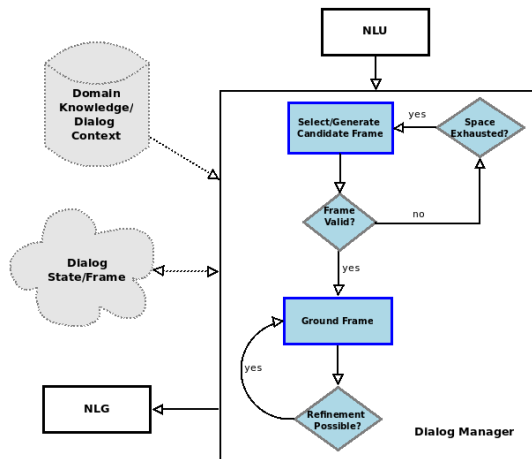 NLU
Domain
Knowledge/
Dialog
Context
Select/Generate
Candidate Frame
yes
Space
Exhausted?
Frame
Valid?
no
yes
Dialog
State/Frame
Ground Frame
yes
NLG
Refinement
Possible?
Dialog Manager